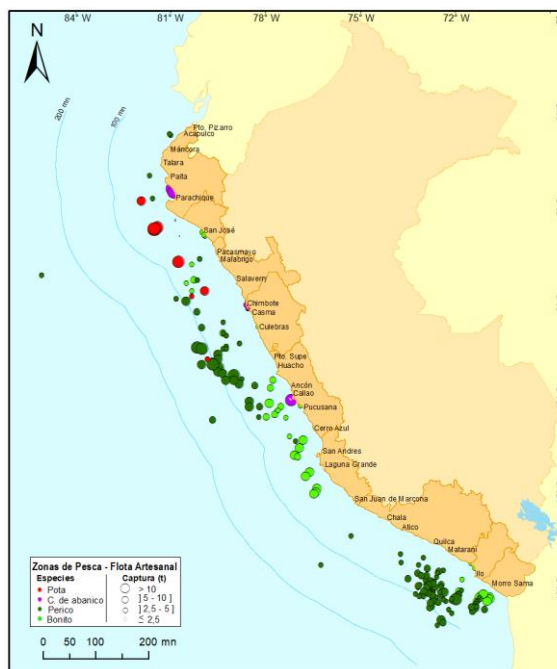 84° W 81° W 78° W 75° W 72° W
N
200 mn
100 mn
Pto. Pizarro
Acapulco
Máncora
Talara
Paita
Parachique
San José
Pacasmayo
Malabrigo
Salaverry
Chimbote
Casma
Culebras
Pto. Supe
Huacho
Ancón
Callao
Pucusana
Cerro Azul
San Andres
Laguna Grande
San Juan de Marcona
Chala
Atico
Quilca
Matarani
Ilo
Morro Sama
Zonas de Pesca - Flota Artesanal
Especies Captura (t)
Pota > 10
C. de abanico ] 5 - 10 ]
Perico ] 2,5 - 5 ]
Bonito ≤ 2,5
0 50 100 200 mn